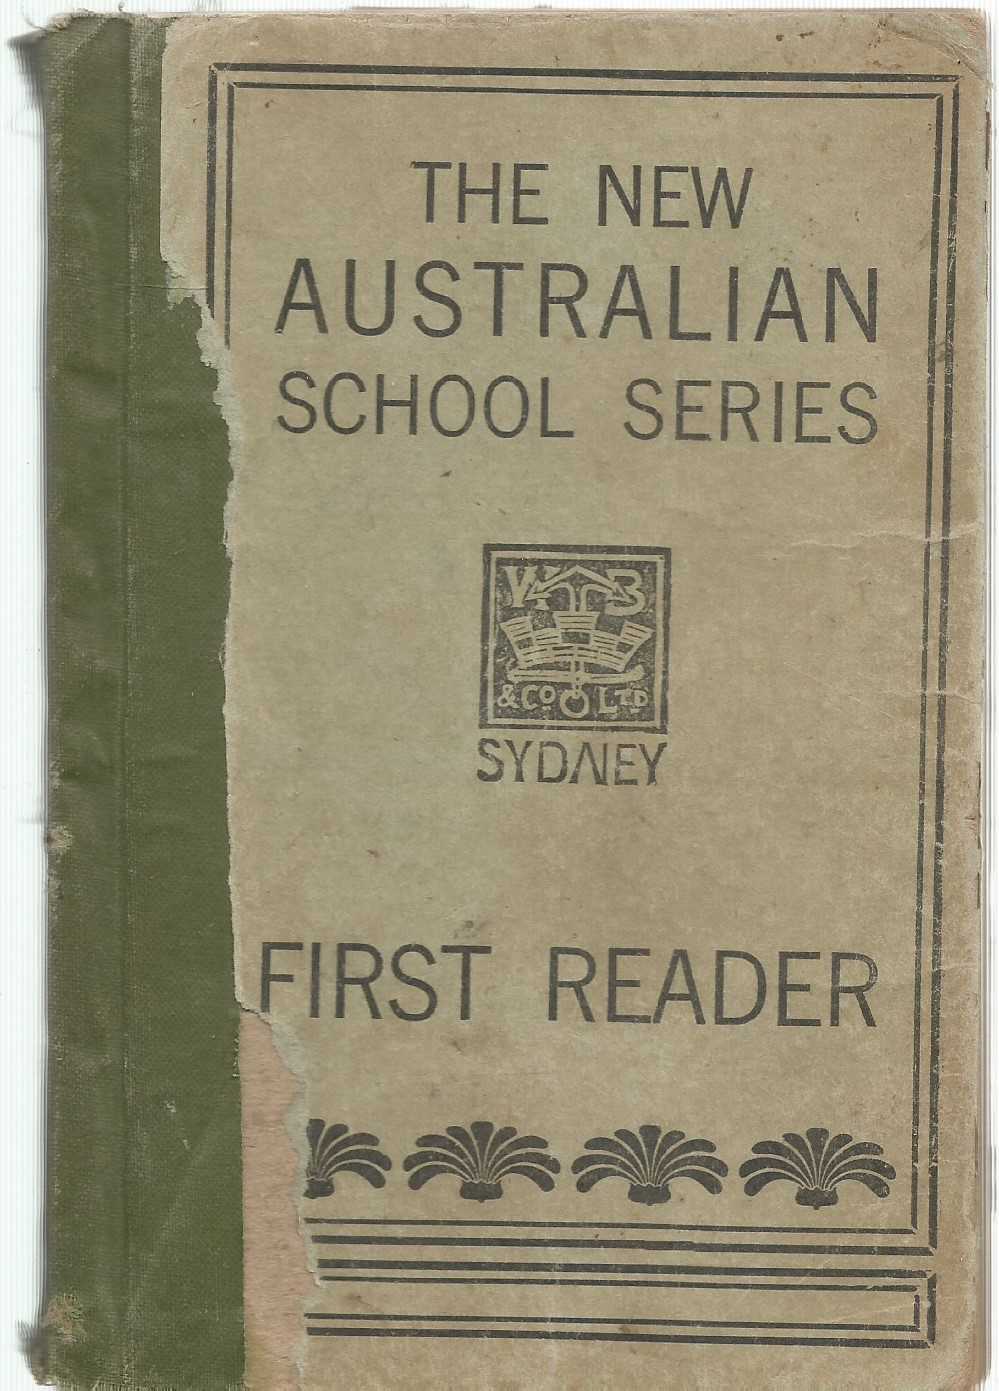 THE NEW
AUSTRALIAN
SCHOOL SERIES
W B
& Co LTD
SYDNEY
FIRST READER